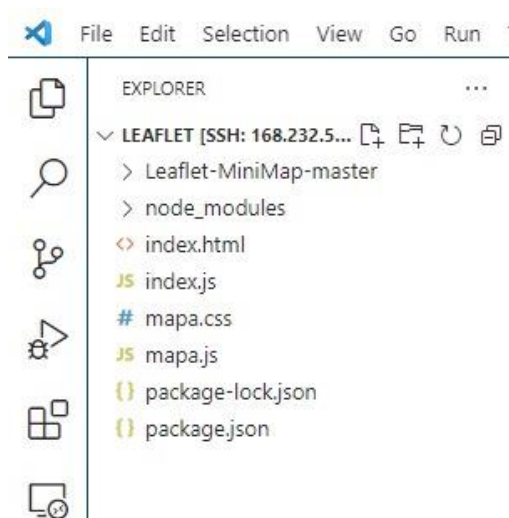 File Edit Selection View Go Run
EXPLORER ...
LEAFLET [SSH: 168.232.5...
Leaflet-MiniMap-master
node_modules
<> index.html
JS index.js
# mapa.css
JS mapa.js
{} package-lock.json
{} package.json